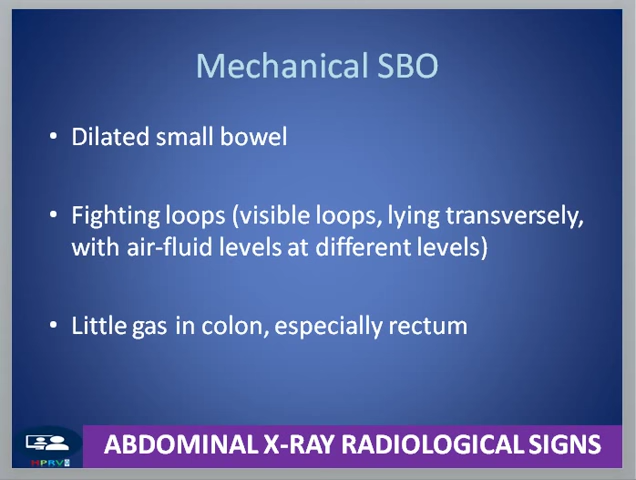 Mechanical SBO
• Dilated small bowel
• Fighting loops (visible loops, lying transversely,
with air-fluid levels at different levels)
• Little gas in colon, especially rectum
ABDOMINAL X-RAY RADIOLOGICAL SIGNS